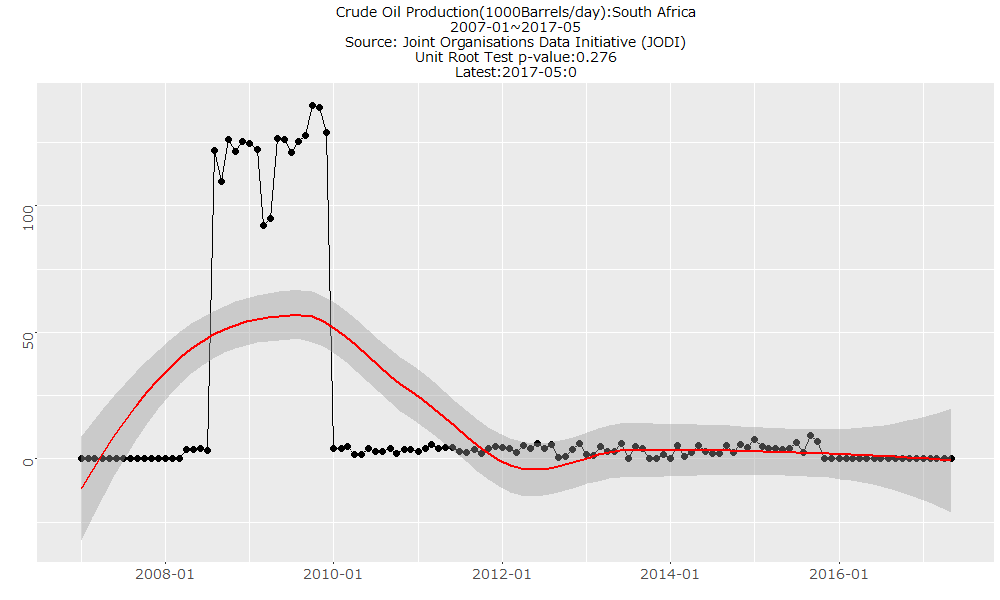 Crude Oil Production(1000Barrels/day):South Africa
2007-01~2017-05
Source: Joint Organisations Data Initiative (JODI)
Unit Root Test p-value:0.276
Latest:2017-05:0
100
50
0
2008-01 2010-01 2012-01 2014-01 2016-01